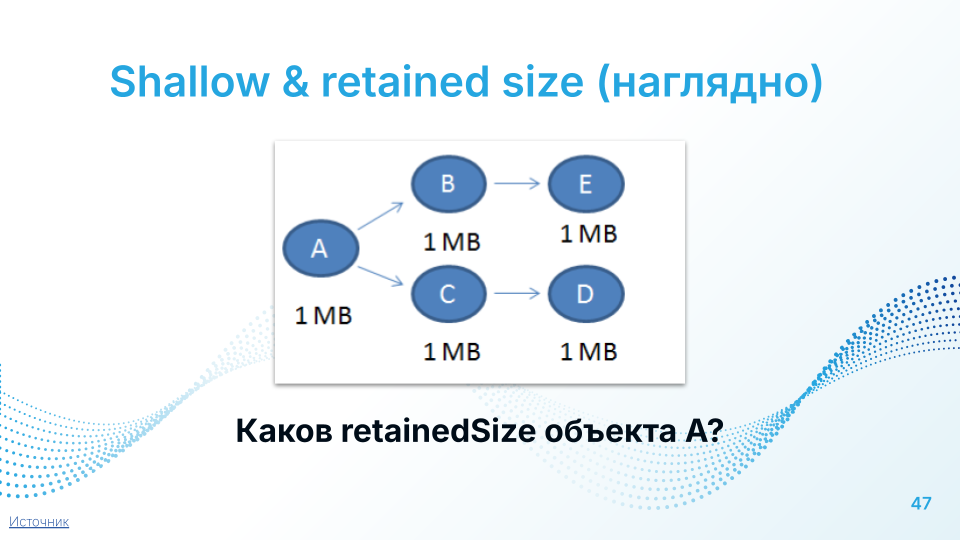 Shallow & retained size (наглядно)
B
E
1 MB
1 MB
A
C
D
1 MB
1 MB
1 MB
Каков retainedSize объекта А?
47
Источник